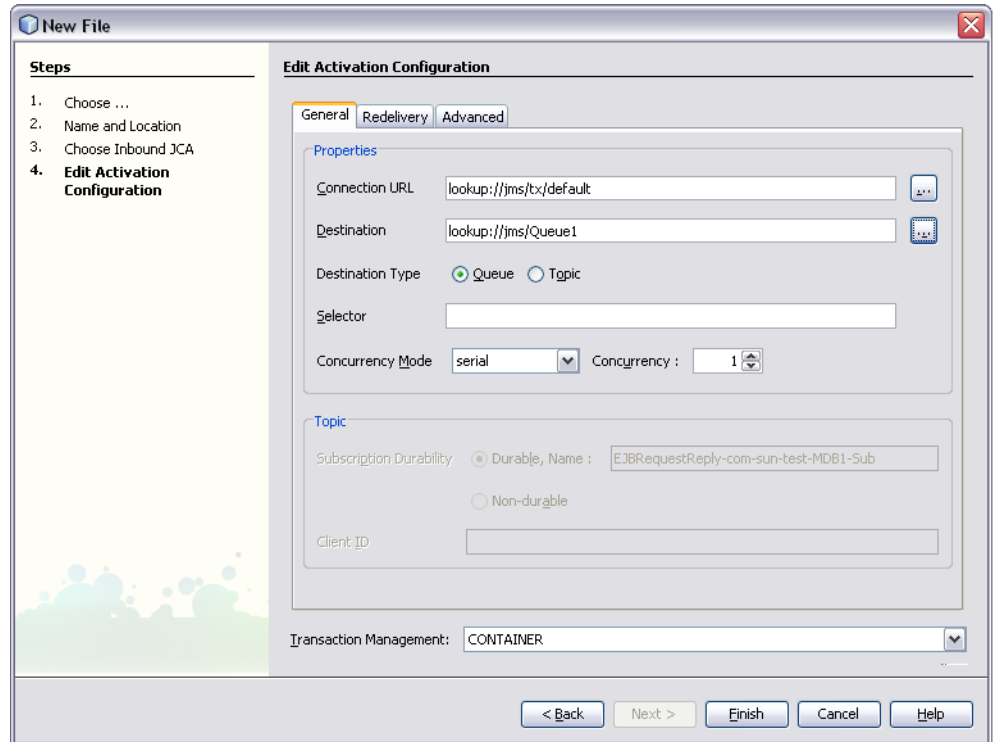 New File
Steps
1. Choose ...
2. Name and Location
3. Choose Inbound JCA
4. Edit Activation
Configuration
Edit Activation Configuration
General Redelivery Advanced
Properties
Connection URL lookup://jms/tx/default ...
Destination lookup://jms/Queue1 ...
Destination Type Queue Topic
Selector
Concurrency Mode serial Concurrency : 1
Topic
Subscription Durability Durable, Name : EJBRequestReply-com-sun-test-MDB1-Sub
Non-durable
Client ID
Transaction Management: CONTAINER
< Back Next > Finish Cancel Help